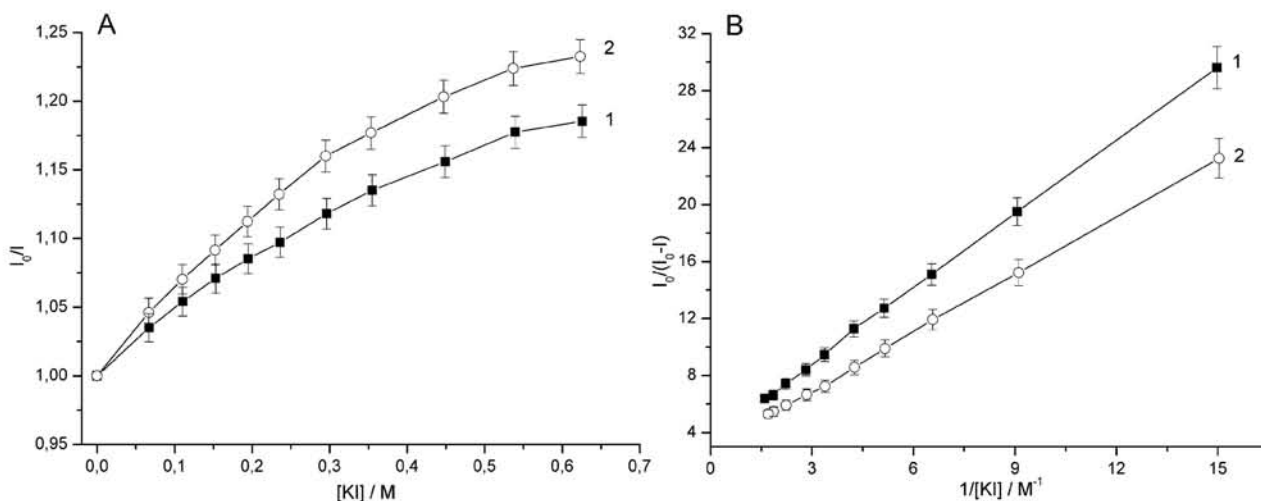 A
1,25
1,20
1,15
1,10
1,05
1,00
0,95
I₀/I
2
1
0,0 0,1 0,2 0,3 0,4 0,5 0,6 0,7
[KI] / M
B
32
28
24
20
16
12
8
4
I₀/(I₀-I)
1
2
0 3 6 9 12 15
1/[KI] / M⁻¹